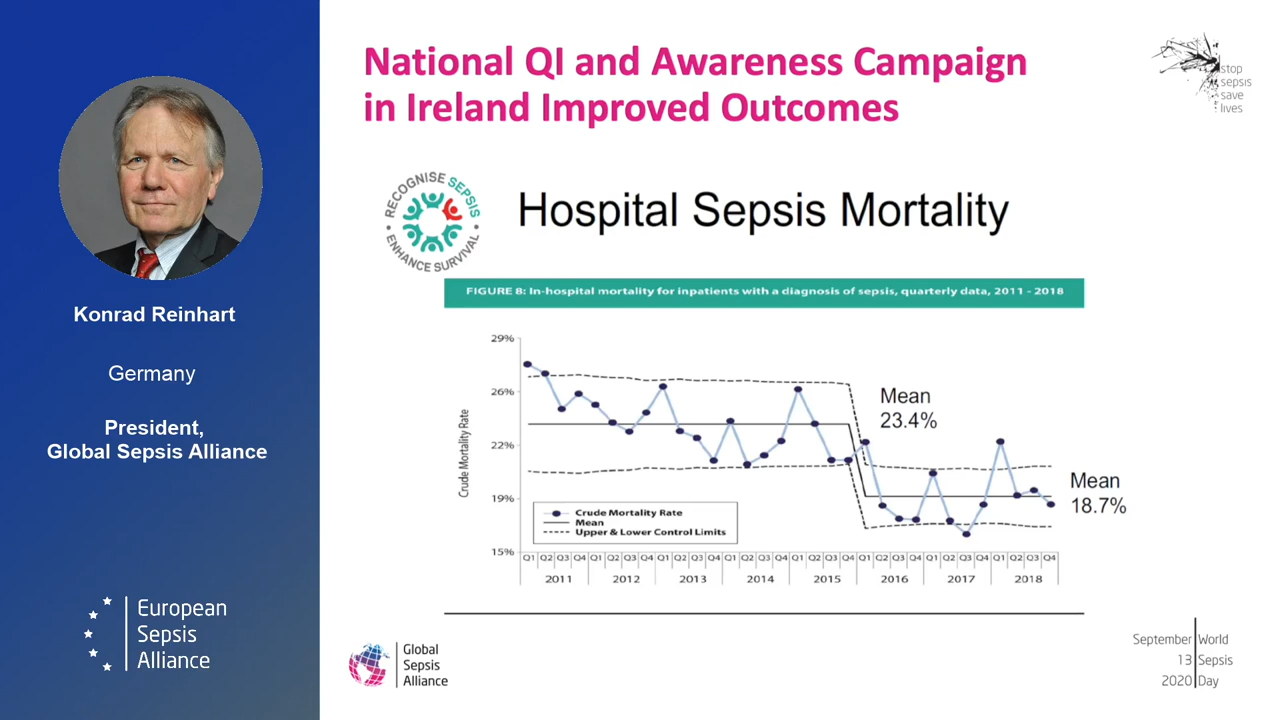 National QI and Awareness Campaign
in Ireland Improved Outcomes
stop
sepsis
save
lives
Konrad Reinhart
Germany
President,
Global Sepsis Alliance
European
Sepsis
Alliance
RECOGNISE SEPSIS
• ENHANCE SURVIVAL •
Hospital Sepsis Mortality
FIGURE 8: In-hospital mortality for inpatients with a diagnosis of sepsis, quarterly data, 2011 - 2018
Crude Mortality Rate
29%
26%
22%
19%
15%
Mean
23.4%
Mean
18.7%
Crude Mortality Rate
Mean
Upper & Lower Control Limits
Q1 Q2 Q3 Q4 Q1 Q2 Q3 Q4 Q1 Q2 Q3 Q4 Q1 Q2 Q3 Q4 Q1 Q2 Q3 Q4 Q1 Q2 Q3 Q4 Q1 Q2 Q3 Q4 Q1 Q2 Q3 Q4
2011 2012 2013 2014 2015 2016 2017 2018
Global
Sepsis
Alliance
September World
13 Sepsis
2020 Day